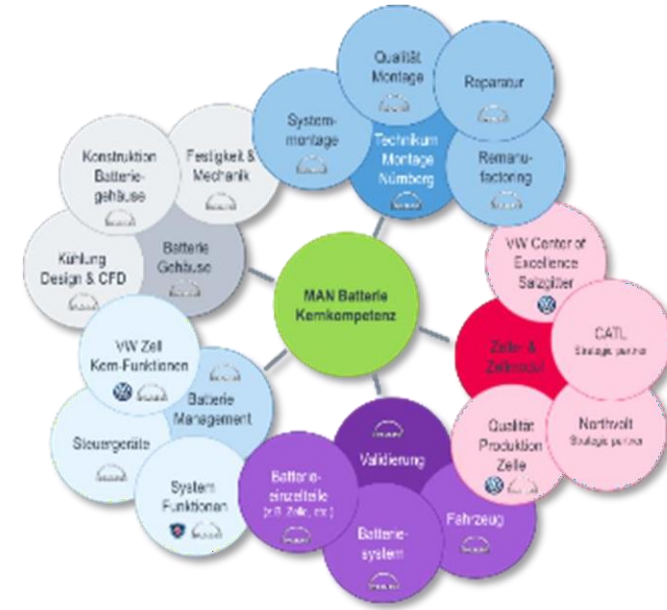 Qualität
Montage
Reparatur
System-
montage
Technikum
Montage
Nürnberg
Remanu-
factoring
Konstruktion
Batterie-
gehäuse
Festigkeit &
Mechanik
Kühlung
Design & CFD
Batterie
Gehäuse
MAN Batterie
Kernkompetenz
VW Center of
Excellence
Salzgitter
CATL
Strategic partner
Zelle- &
Zellmodul
Northvolt
Strategic partner
Qualität
Produktion
Zelle
VW Zell
Kern-Funktionen
Batterie
Management
Steuergeräte
System
Funktionen
Validierung
Batterie-
einzelteile
(z.B. Zelle, etc.)
Batterie-
system
Fahrzeug